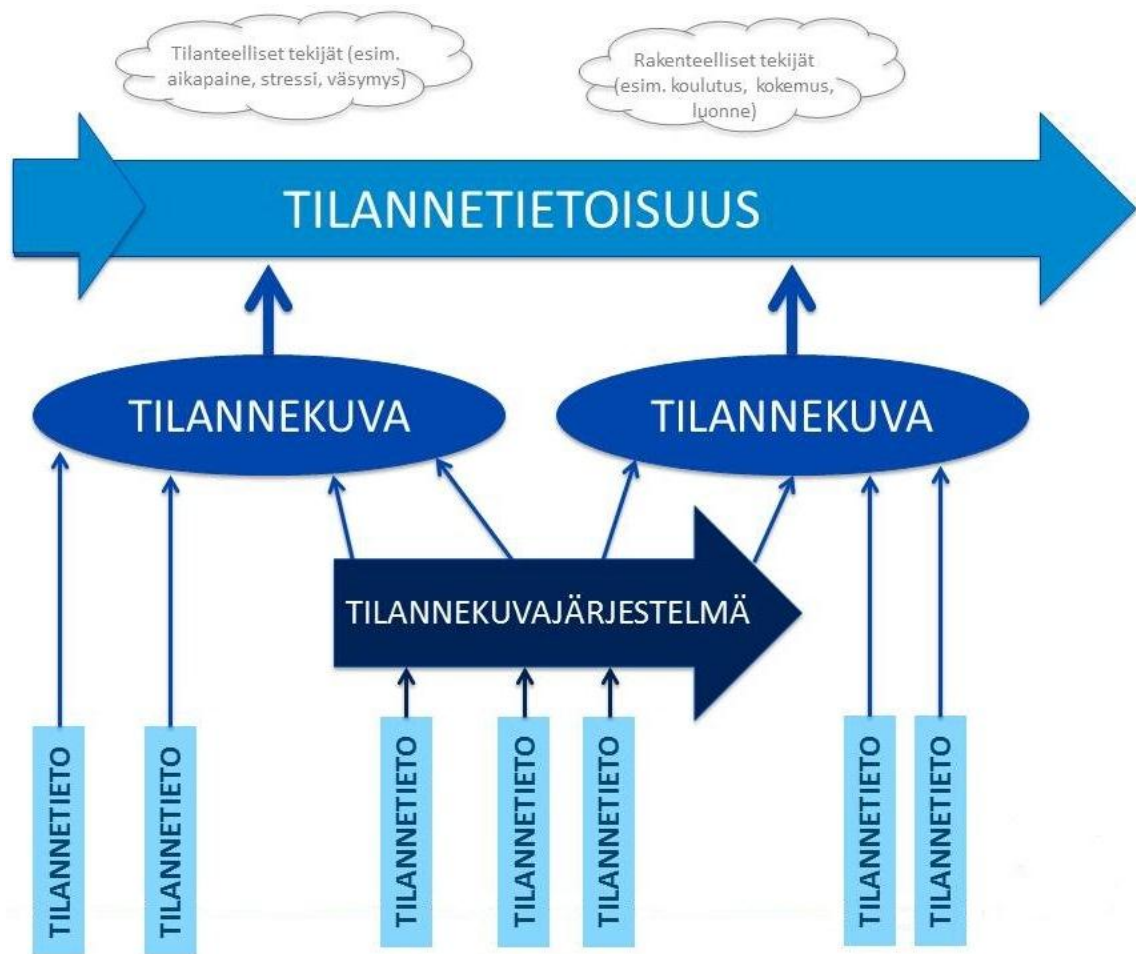 Tilanteelliset tekijät (esim.
aikapaine, stressi, väsymys)
Rakenteelliset tekijät
(esim. koulutus, kokemus,
luonne)
TILANNETIETOISUUS
TILANNEKUVA
TILANNEKUVA
TILANNEKUVAJÄRJESTELMÄ
TILANNETIETO
TILANNETIETO
TILANNETIETO
TILANNETIETO
TILANNETIETO
TILANNETIETO
TILANNETIETO